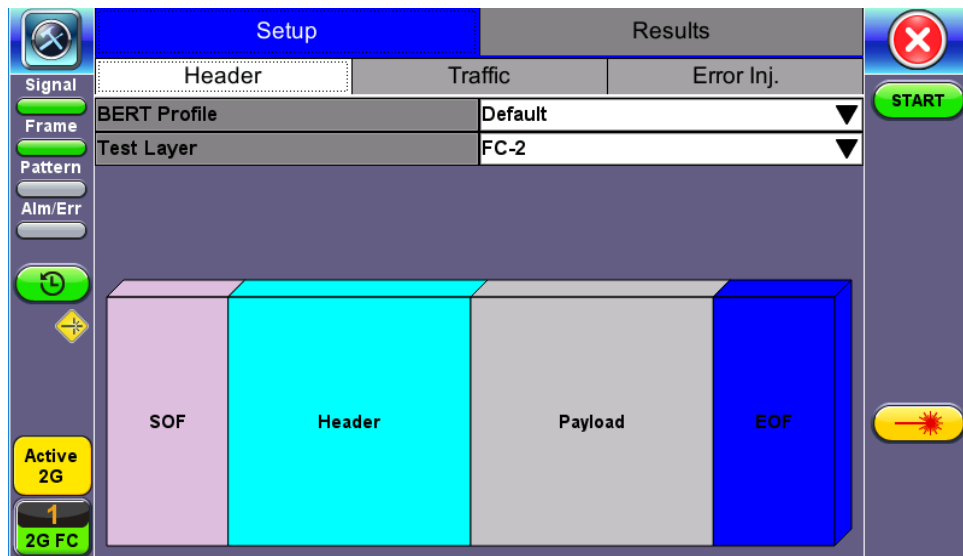 Setup
Results
Header
Traffic
Error Inj.
Signal
Frame
Pattern
Alm/Err
BERT Profile
Default
Test Layer
FC-2
START
SOF
Header
Payload
EOF
Active
2G
1
2G FC